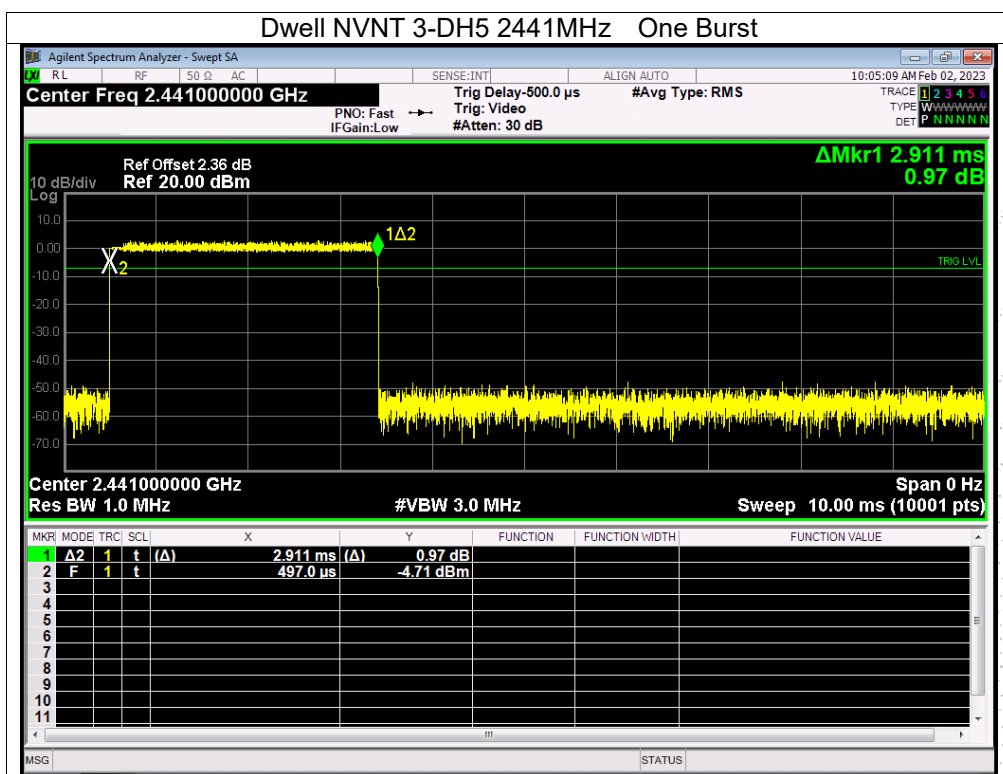 Dwell NVNT 3-DH5 2441MHz One Burst
Agilent Spectrum Analyzer - Swept SA
LXI RL RF 50 Ω AC SENSE:INT ALIGN AUTO 10:05:09 AM Feb 02, 2023
Center Freq 2.441000000 GHz Trig Delay-500.0 µs #Avg Type: RMS TRACE 1 2 3 4 5 6
PNO: Fast Trig: Video TYPE WWWWWW
IFGain:Low #Atten: 30 dB DET P N N N N N
ΔMkr1 2.911 ms
0.97 dB
Ref Offset 2.36 dB
10 dB/div Ref 20.00 dBm
Log
10.0
0.00
-10.0
-20.0
-30.0
-40.0
-50.0
-60.0
-70.0
1Δ2
2
TRIG LVL
Center 2.441000000 GHz Span 0 Hz
Res BW 1.0 MHz #VBW 3.0 MHz Sweep 10.00 ms (10001 pts)
MKR MODE TRC SCL X Y FUNCTION FUNCTION WIDTH FUNCTION VALUE
1 Δ2 1 t (Δ) 2.911 ms (Δ) 0.97 dB
2 F 1 t 497.0 µs -4.71 dBm
3
4
5
6
7
8
9
10
11
MSG STATUS